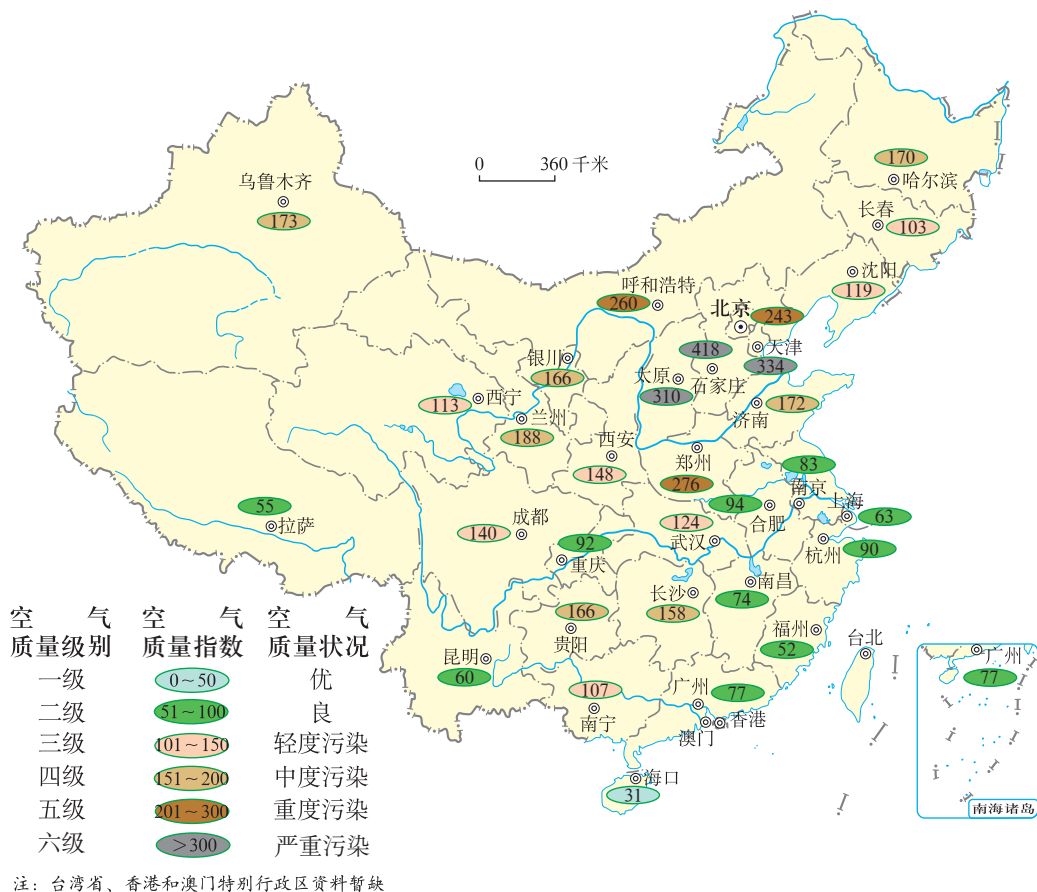 0 360 千米
乌鲁木齐
173
170
哈尔滨
长春
103
沈阳
119
呼和浩特
260
北京
243
418
天津
334
石家庄
太原
310
银川
166
西宁
113
兰州
188
济南
172
西安
148
郑州
276
83
南京
94
合肥
上海
63
55
拉萨
成都
140
124
武汉
杭州
90
92
重庆
南昌
74
长沙
158
166
贵阳
福州
52
台北
昆明
60
107
南宁
广州
77
香港
澳门
海口
31
广州
77
南海诸岛
空气质量级别 空气质量指数 空气质量状况
一级 0~50 优
二级 51~100 良
三级 101~150 轻度污染
四级 151~200 中度污染
五级 201~300 重度污染
六级 >300 严重污染
注：台湾省、香港和澳门特别行政区资料暂缺